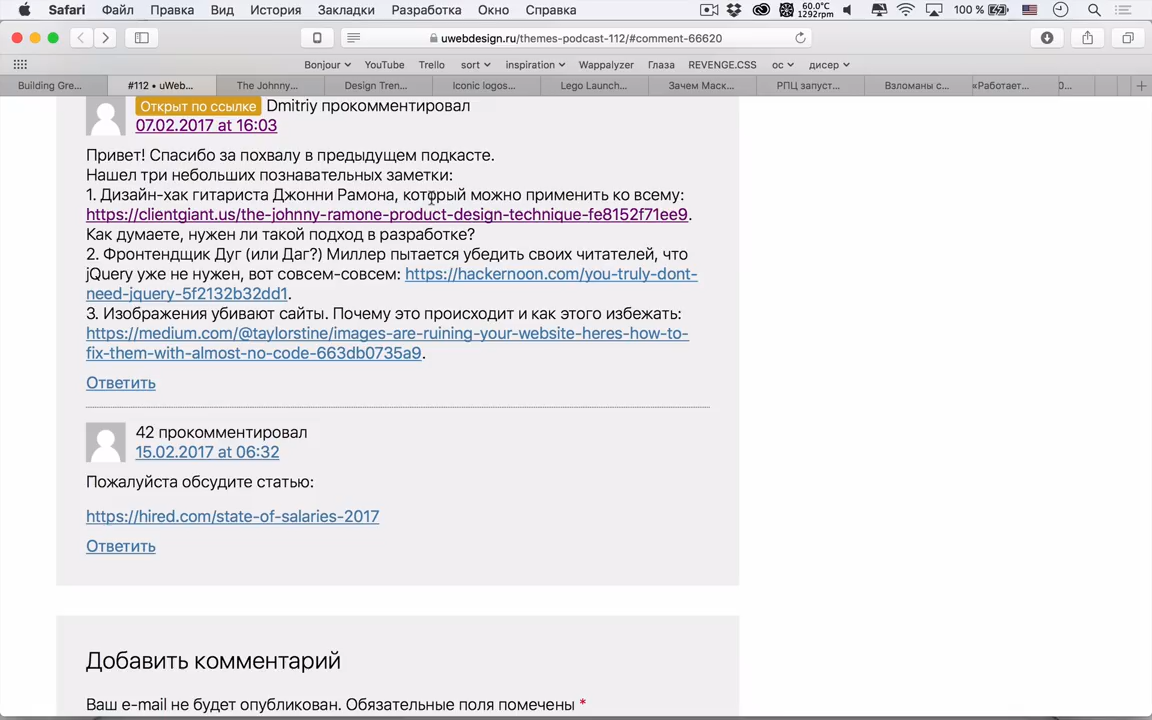 Safari Файл Правка Вид История Закладки Разработка Окно Справка 60.0°C 1292rpm 100 %
uwebdesign.ru/themes-podcast-112/#comment-66620
Bonjour YouTube Trello sort inspiration Wappalyzer Глаза REVENGE.CSS ос дисер
Building Gre... #112 • uWeb... The Johnny... Design Tren... Iconic logos... Lego Launch... Зачем Маск... РПЦ запуст... Взломаны с... «Работает...
Открыт по ссылке Dmitriy прокомментировал
07.02.2017 at 16:03
Привет! Спасибо за похвалу в предыдущем подкасте.
Нашел три небольших познавательных заметки:
1. Дизайн-хак гитариста Джонни Рамона, который можно применить ко всему:
https://clientgiant.us/the-johnny-ramone-product-design-technique-fe8152f71ee9.
Как думаете, нужен ли такой подход в разработке?
2. Фронтендщик Дуг (или Даг?) Миллер пытается убедить своих читателей, что
jQuery уже не нужен, вот совсем-совсем: https://hackernoon.com/you-truly-dont-
need-jquery-5f2132b32dd1.
3. Изображения убивают сайты. Почему это происходит и как этого избежать:
https://medium.com/@taylorstine/images-are-ruining-your-website-heres-how-to-
fix-them-with-almost-no-code-663db0735a9.
Ответить
42 прокомментировал
15.02.2017 at 06:32
Пожалуйста обсудите статью:
https://hired.com/state-of-salaries-2017
Ответить
Добавить комментарий
Ваш e-mail не будет опубликован. Обязательные поля помечены *